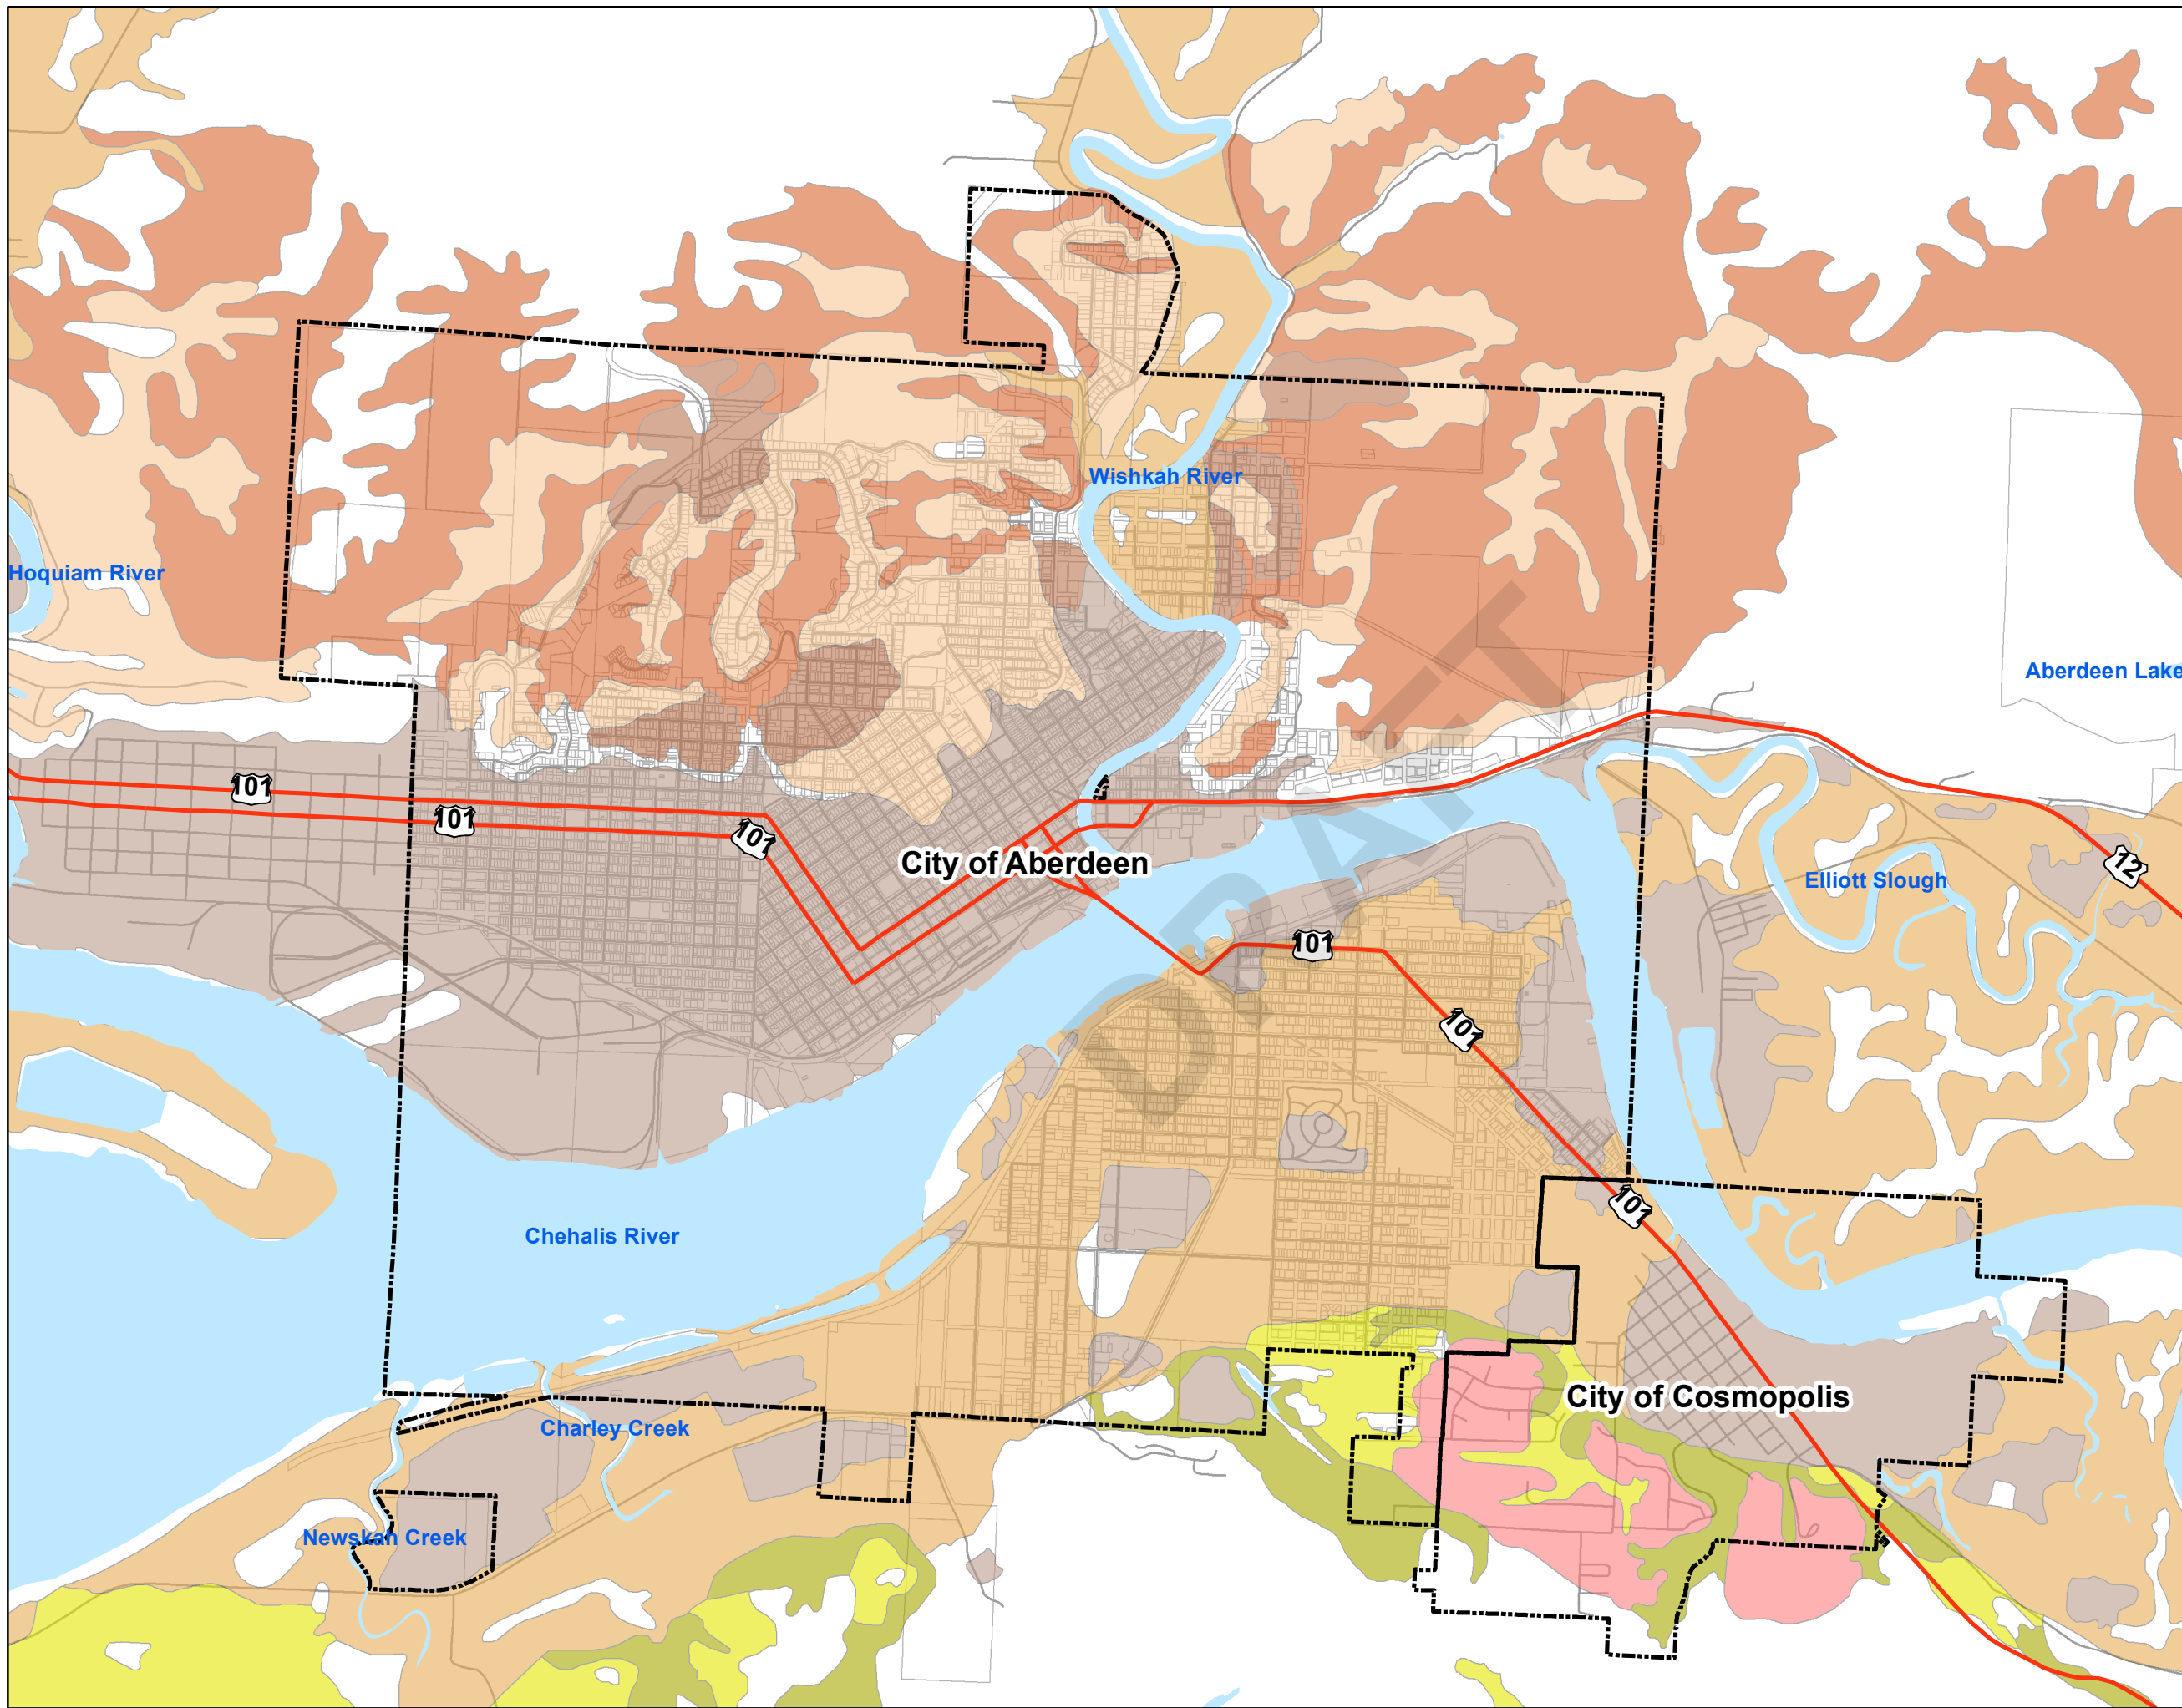 Wishkah River
Hoquiam River
Aberdeen Lake
101
101
101
City of Aberdeen
12
Elliott Slough
101
101
101
DRAFT
Chehalis River
City of Cosmopolis
Charley Creek
Newskah Creek